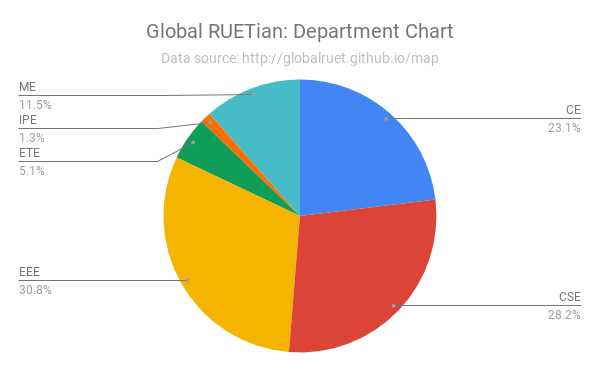 Global RUETian: Department Chart
Data source: http://globalruet.github.io/map
ME
11.5%
IPE
1.3%
ETE
5.1%
EEE
30.8%
CE
23.1%
CSE
28.2%